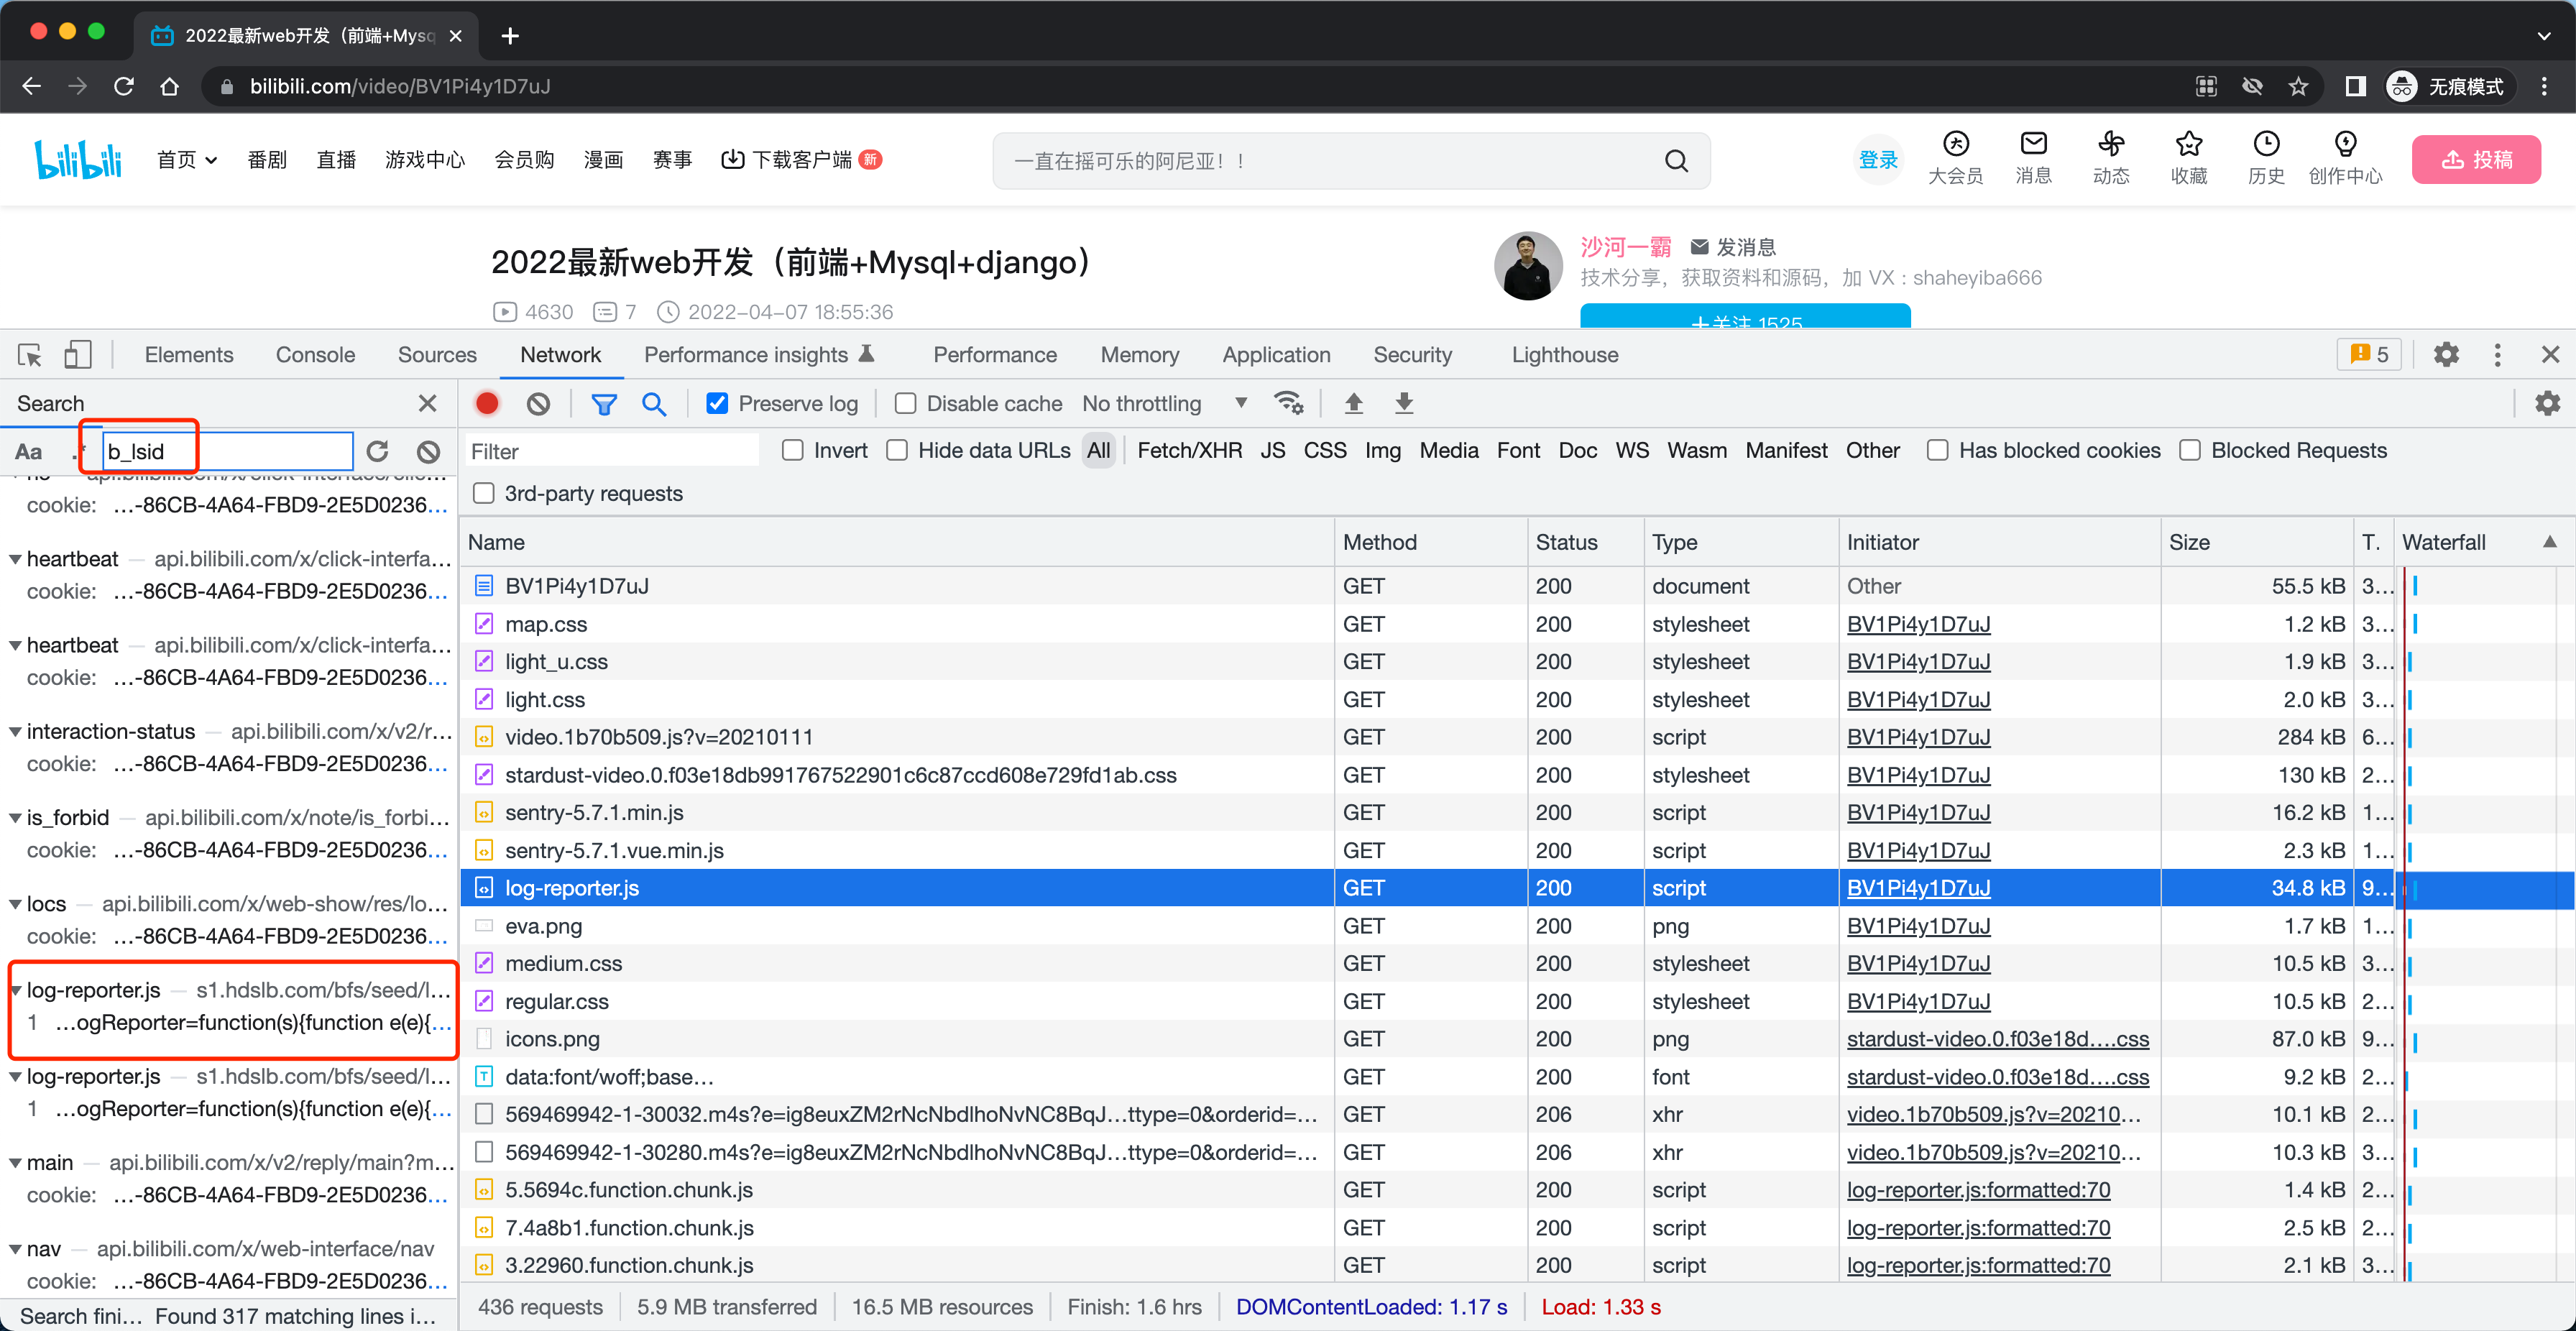 2022最新web开发（前端+Mysq
bilibili.com/video/BV1Pi4y1D7uJ
无痕模式
bilibili
首页 番剧 直播 游戏中心 会员购 漫画 赛事 下载客户端 新
一直在摇可乐的阿尼亚！！
登录 大会员 消息 动态 收藏 历史 创作中心 投稿
2022最新web开发（前端+Mysql+django）
4630 7 2022-04-07 18:55:36
沙河一霸 发消息
技术分享，获取资料和源码，加 VX：shaheyiba666
+关注 1525
Elements Console Sources Network Performance insights Performance Memory Application Security Lighthouse 5
Search
Aa .* b_lsid
cookie: …-86CB-4A64-FBD9-2E5D0236…
heartbeat — api.bilibili.com/x/click-interfa…
cookie: …-86CB-4A64-FBD9-2E5D0236…
heartbeat — api.bilibili.com/x/click-interfa…
cookie: …-86CB-4A64-FBD9-2E5D0236…
interaction-status — api.bilibili.com/x/v2/r…
cookie: …-86CB-4A64-FBD9-2E5D0236…
is_forbid — api.bilibili.com/x/note/is_forbi…
cookie: …-86CB-4A64-FBD9-2E5D0236…
locs — api.bilibili.com/x/web-show/res/lo…
cookie: …-86CB-4A64-FBD9-2E5D0236…
log-reporter.js — s1.hdslb.com/bfs/seed/l…
1 …ogReporter=function(s){function e(e){…
log-reporter.js — s1.hdslb.com/bfs/seed/l…
1 …ogReporter=function(s){function e(e){…
main — api.bilibili.com/x/v2/reply/main?m…
cookie: …-86CB-4A64-FBD9-2E5D0236…
nav — api.bilibili.com/x/web-interface/nav
cookie: …-86CB-4A64-FBD9-2E5D0236…
Search fini… Found 317 matching lines i…
Preserve log Disable cache No throttling
Filter Invert Hide data URLs All Fetch/XHR JS CSS Img Media Font Doc WS Wasm Manifest Other Has blocked cookies Blocked Requests
3rd-party requests
Name Method Status Type Initiator Size T. Waterfall
BV1Pi4y1D7uJ GET 200 document Other 55.5 kB 3…
map.css GET 200 stylesheet BV1Pi4y1D7uJ 1.2 kB 3…
light_u.css GET 200 stylesheet BV1Pi4y1D7uJ 1.9 kB 3…
light.css GET 200 stylesheet BV1Pi4y1D7uJ 2.0 kB 3…
video.1b70b509.js?v=20210111 GET 200 script BV1Pi4y1D7uJ 284 kB 6…
stardust-video.0.f03e18db991767522901c6c87ccd608e729fd1ab.css GET 200 stylesheet BV1Pi4y1D7uJ 130 kB 2…
sentry-5.7.1.min.js GET 200 script BV1Pi4y1D7uJ 16.2 kB 1…
sentry-5.7.1.vue.min.js GET 200 script BV1Pi4y1D7uJ 2.3 kB 1…
log-reporter.js GET 200 script BV1Pi4y1D7uJ 34.8 kB 9…
eva.png GET 200 png BV1Pi4y1D7uJ 1.7 kB 1…
medium.css GET 200 stylesheet BV1Pi4y1D7uJ 10.5 kB 3…
regular.css GET 200 stylesheet BV1Pi4y1D7uJ 10.5 kB 2…
icons.png GET 200 png stardust-video.0.f03e18d….css 87.0 kB 9…
data:font/woff;base… GET 200 font stardust-video.0.f03e18d….css 9.2 kB 2…
569469942-1-30032.m4s?e=ig8euxZM2rNcNbdlhoNvNC8BqJ…ttype=0&orderid=… GET 206 xhr video.1b70b509.js?v=20210… 10.1 kB 2…
569469942-1-30280.m4s?e=ig8euxZM2rNcNbdlhoNvNC8BqJ…ttype=0&orderid=… GET 206 xhr video.1b70b509.js?v=20210… 10.3 kB 3…
5.5694c.function.chunk.js GET 200 script log-reporter.js:formatted:70 1.4 kB 2…
7.4a8b1.function.chunk.js GET 200 script log-reporter.js:formatted:70 2.5 kB 2…
3.22960.function.chunk.js GET 200 script log-reporter.js:formatted:70 2.1 kB 3…
436 requests 5.9 MB transferred 16.5 MB resources Finish: 1.6 hrs DOMContentLoaded: 1.17 s Load: 1.33 s